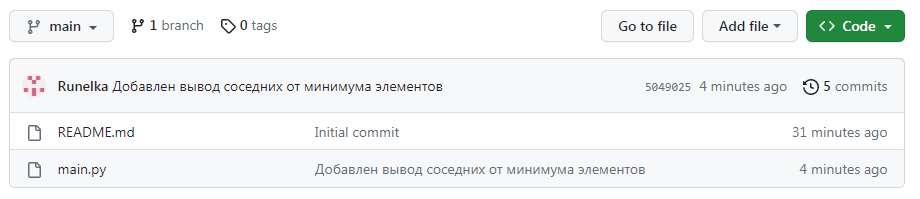 main 1 branch 0 tags Go to file Add file Code
Runelka Добавлен вывод соседних от минимума элементов 5049025 4 minutes ago 5 commits
README.md Initial commit 31 minutes ago
main.py Добавлен вывод соседних от минимума элементов 4 minutes ago